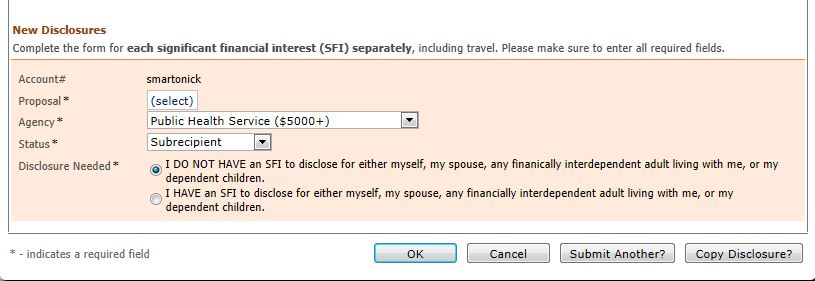 New Disclosures
Complete the form for each significant financial interest (SFI) separately, including travel. Please make sure to enter all required fields.
Account# smartonick
Proposal * (select)
Agency * Public Health Service ($5000+)
Status * Subrecipient
Disclosure Needed * I DO NOT HAVE an SFI to disclose for either myself, my spouse, any finanically interdependent adult living with me, or my
dependent children.
I HAVE an SFI to disclose for either myself, my spouse, any financially interdependent adult living with me, or my
dependent children.
* - indicates a required field OK Cancel Submit Another? Copy Disclosure?